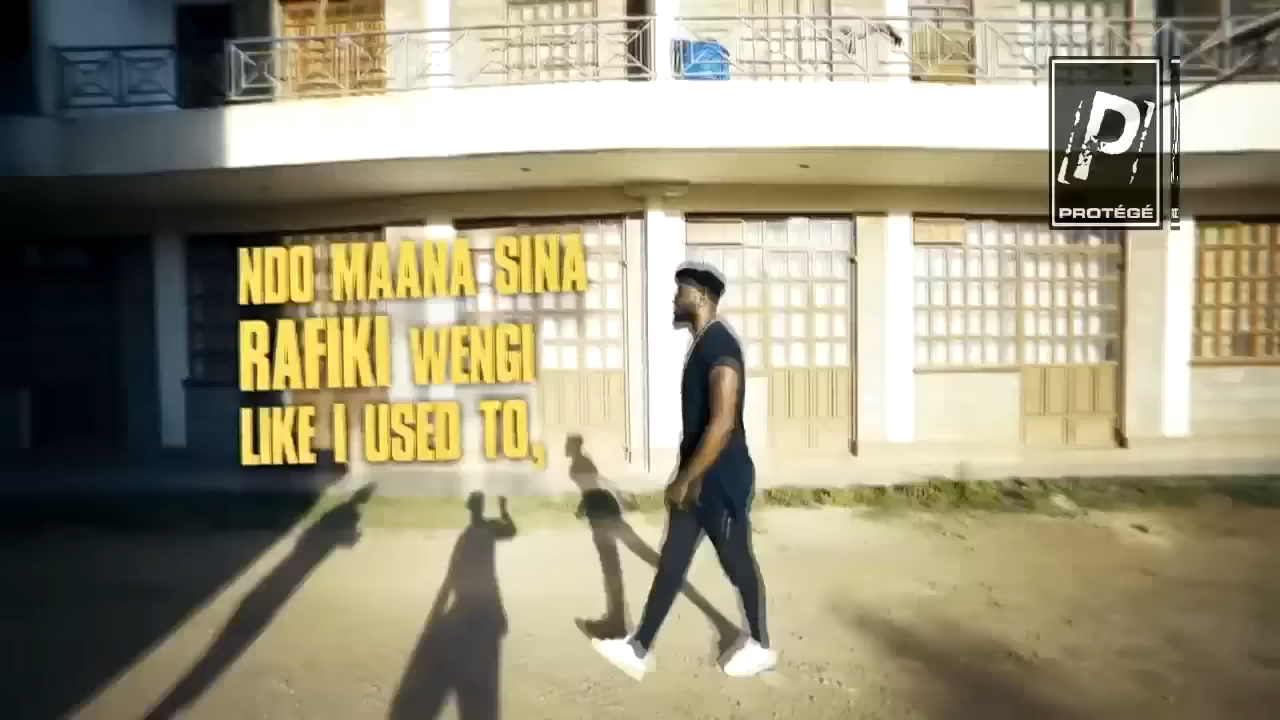 NDO MAANA SINA
RAFIKI WENGI
LIKE I USED TO,
P
PROTÉGÉ